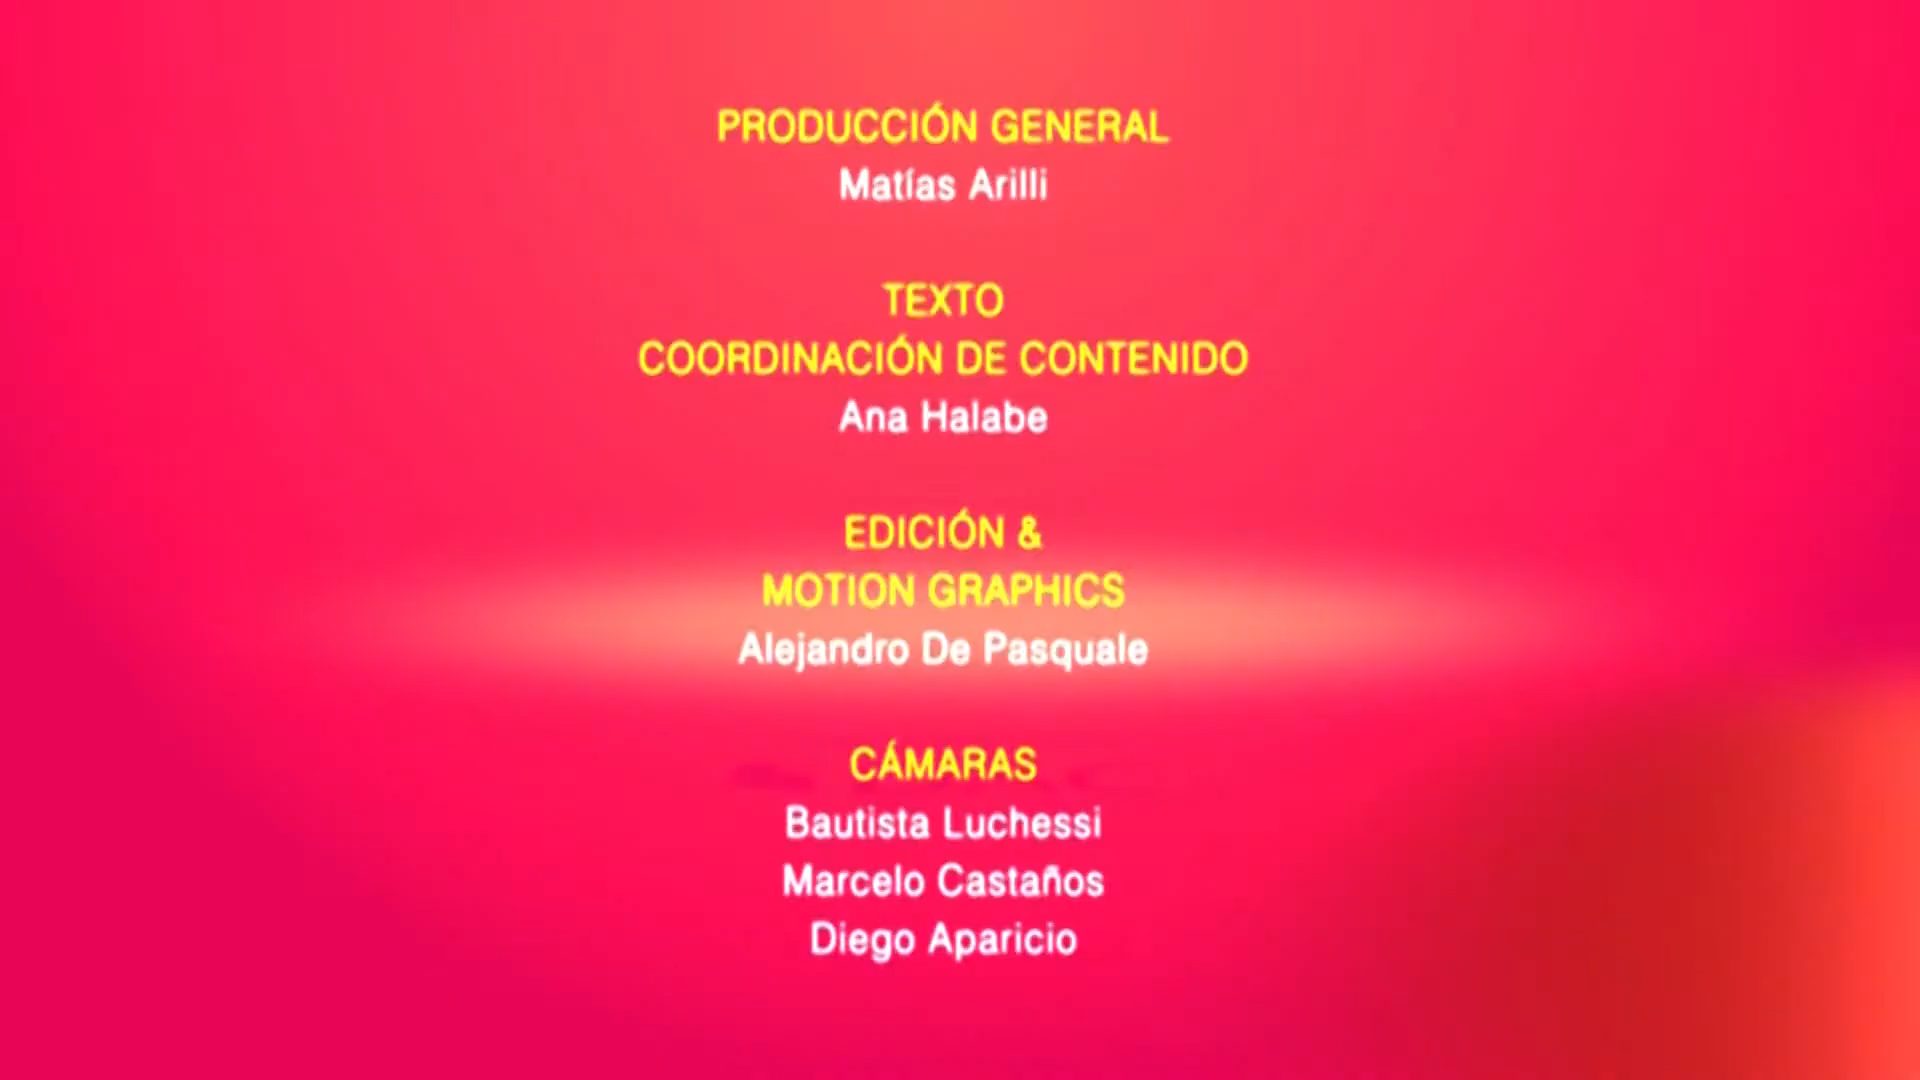 PRODUCCIÓN GENERAL
Matías Arilli
TEXTO
COORDINACIÓN DE CONTENIDO
Ana Halabe
EDICIÓN &
MOTION GRAPHICS
Alejandro De Pasquale
CÁMARAS
Bautista Luchessi
Marcelo Castaños
Diego Aparicio